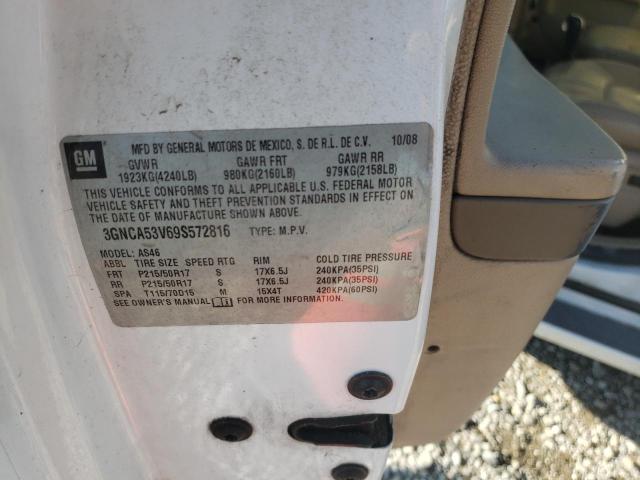 GM
MFD BY GENERAL MOTORS DE MEXICO, S. DE R.L. DE C.V. 10/08
GVWR GAWR FRT GAWR RR
1923KG(4240LB) 980KG(2160LB) 979KG(2158LB)
THIS VEHICLE CONFORMS TO ALL APPLICABLE U.S. FEDERAL MOTOR
VEHICLE SAFETY AND THEFT PREVENTION STANDARDS IN EFFECT ON
THE DATE OF MANUFACTURE SHOWN ABOVE.
3GNCA53V69S572816 TYPE: M.P.V.
MODEL: AS46
ABBL TIRE SIZE SPEED RTG RIM COLD TIRE PRESSURE
FRT P215/50R17 S 17X6.5J 240KPA(35PSI)
RR P215/50R17 S 17X6.5J 240KPA(35PSI)
SPA T115/70D15 M 15X4T 420KPA(60PSI)
SEE OWNER'S MANUAL FOR MORE INFORMATION.